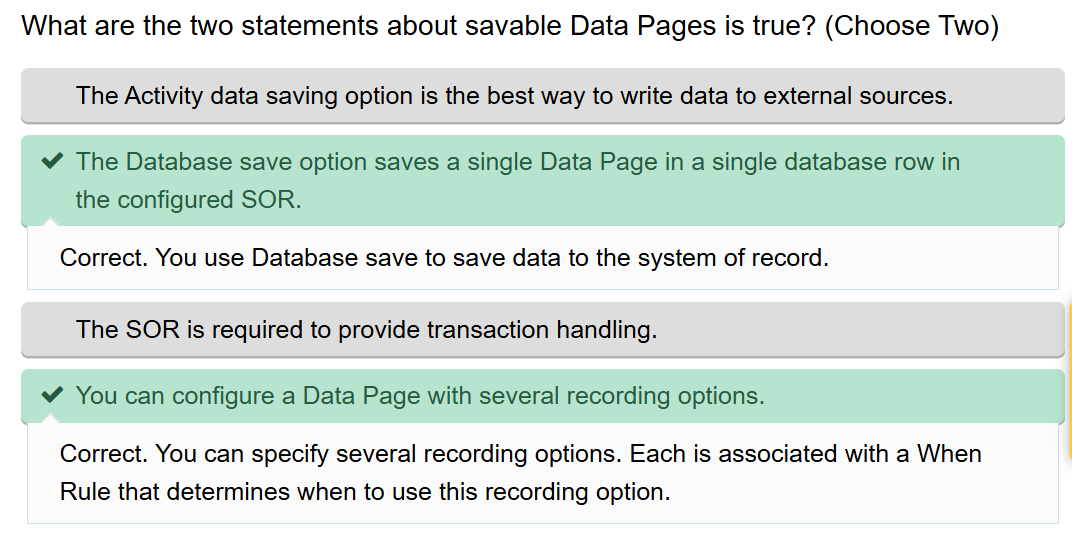 What are the two statements about savable Data Pages is true? (Choose Two)
The Activity data saving option is the best way to write data to external sources.
The Database save option saves a single Data Page in a single database row in
the configured SOR.
Correct. You use Database save to save data to the system of record.
The SOR is required to provide transaction handling.
You can configure a Data Page with several recording options.
Correct. You can specify several recording options. Each is associated with a When
Rule that determines when to use this recording option.